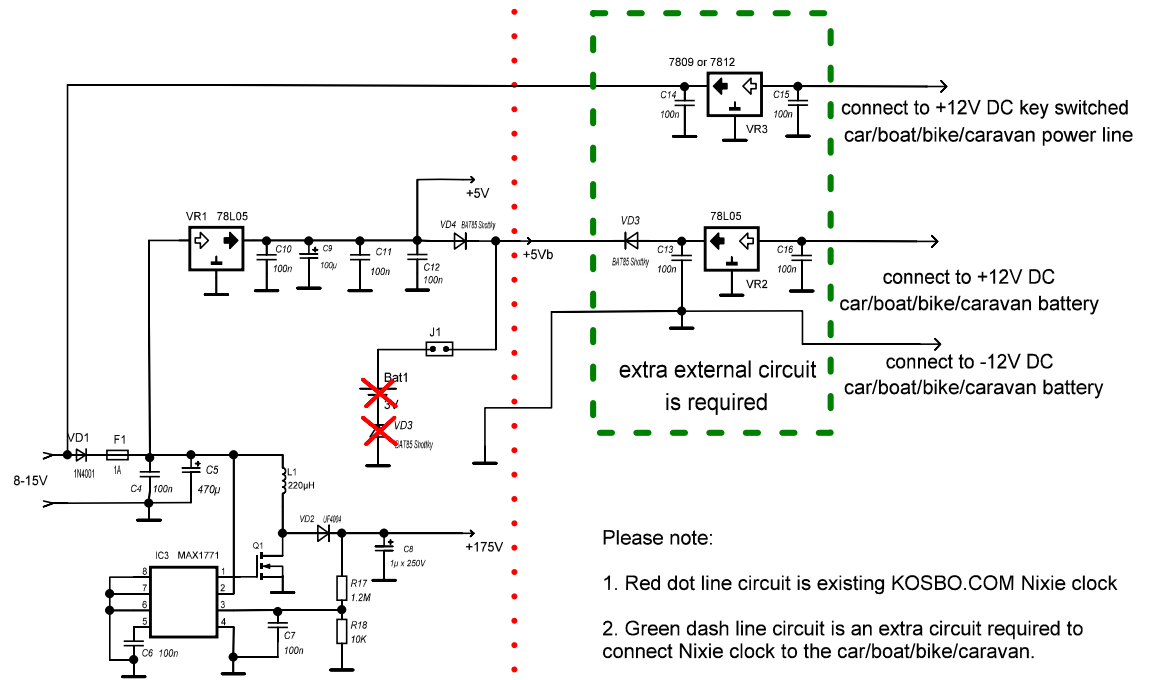 7809 or 7812
C14
100n
C15
100n
VR3
connect to +12V DC key switched
car/boat/bike/caravan power line
+5V
VR1 78L05
C10
100n
C9
100µ
C11
100n
C12
100n
VD4 BAT85 Shottky
+5Vb
VD3
BAT85 Shottky
78L05
C13
100n
C16
100n
VR2
connect to +12V DC
car/boat/bike/caravan battery
connect to -12V DC
car/boat/bike/caravan battery
J1
Bat1
3V
VD3
BAT85 Shottky
extra external circuit
is required
VD1
1N4001
F1
1A
8-15V
C4 100n
C5
470µ
L1
220µH
VD2 UF4004
+175V
C8
1µ x 250V
IC3 MAX1771
Q1
8
7
6
5
1
2
3
4
R17
1.2M
R18
10K
C6 100n
C7
100n
Please note:
1. Red dot line circuit is existing KOSBO.COM Nixie clock
2. Green dash line circuit is an extra circuit required to
connect Nixie clock to the car/boat/bike/caravan.